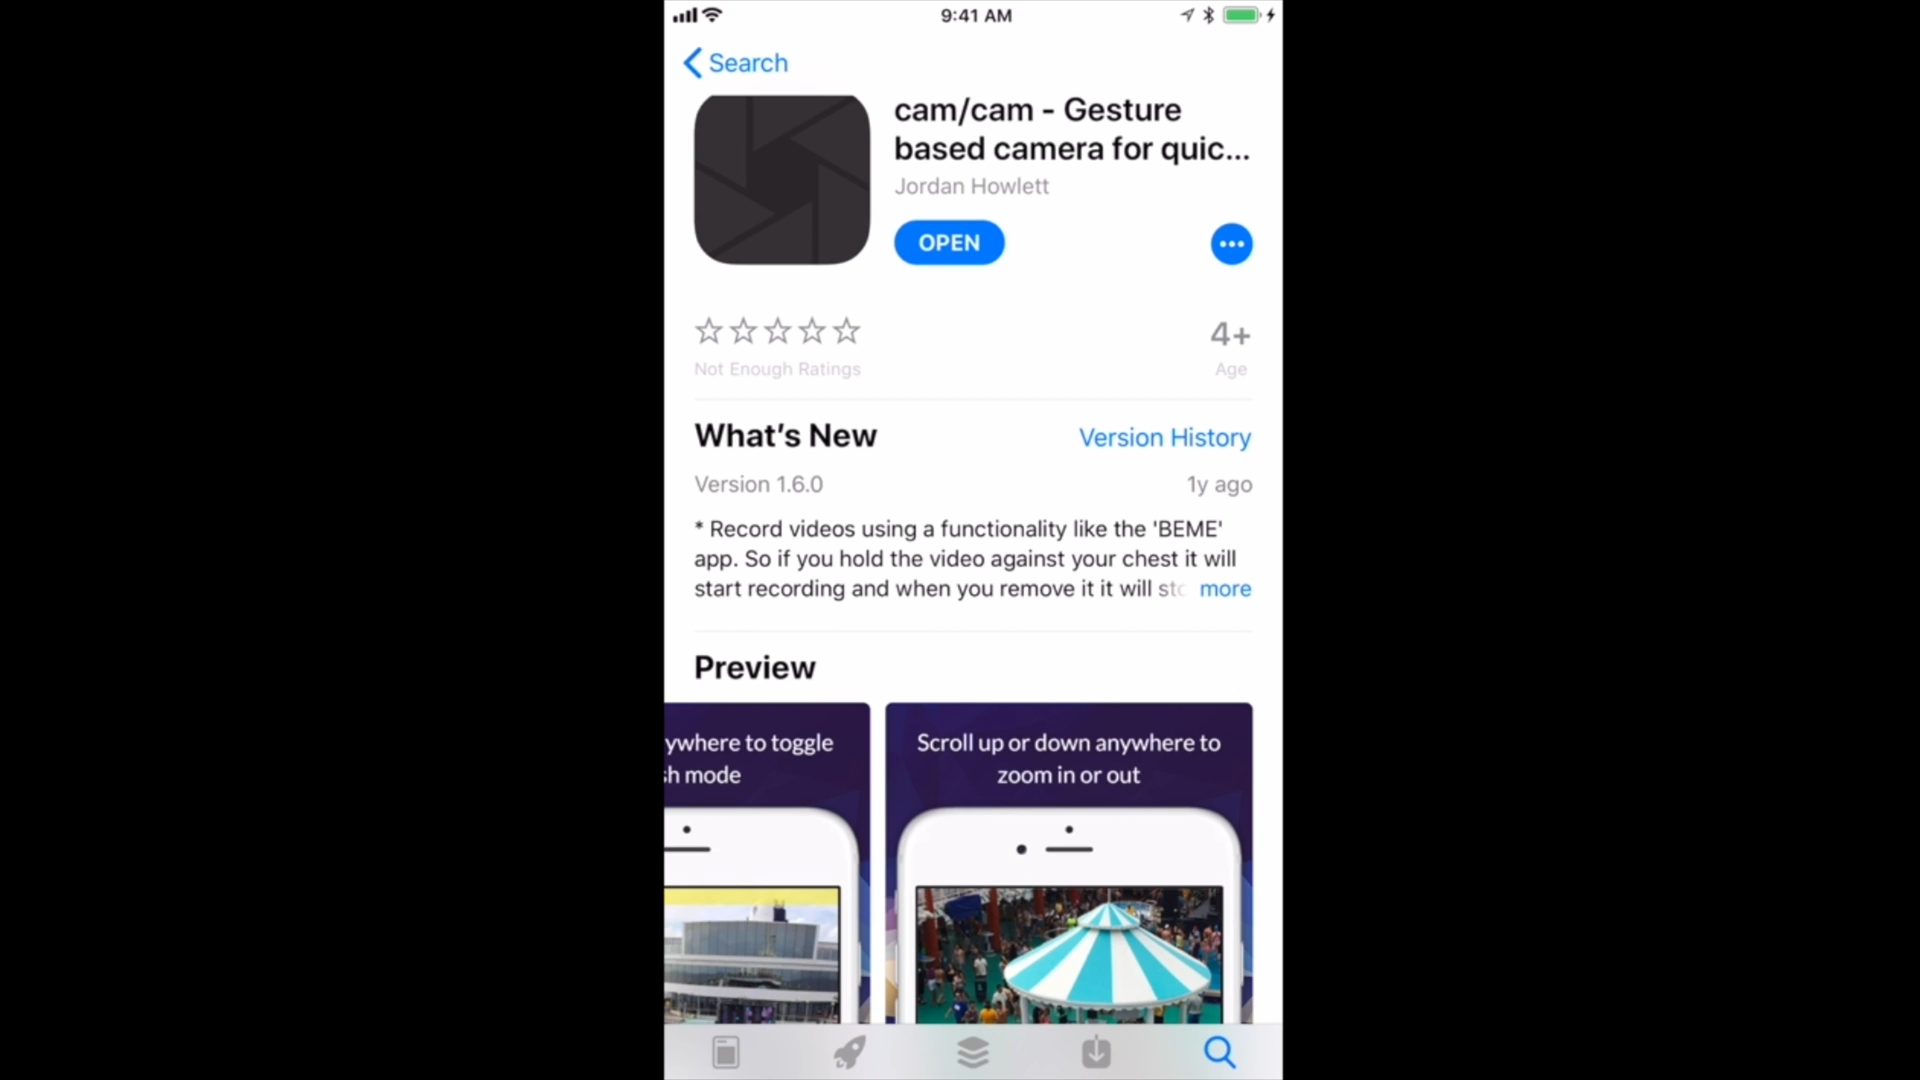 9:41 AM
Search
cam/cam - Gesture
based camera for quic...
Jordan Howlett
OPEN
4+
Not Enough Ratings
Age
What's New
Version History
Version 1.6.0
1y ago
* Record videos using a functionality like the 'BEME'
app. So if you hold the video against your chest it will
start recording and when you remove it it will sto more
Preview
ywhere to toggle
sh mode
Scroll up or down anywhere to
zoom in or out